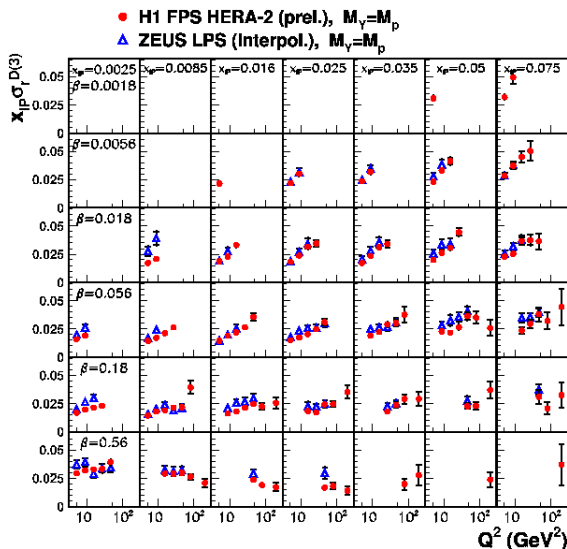 H1 FPS HERA-2 (prel.), M_Y=M_p
ZEUS LPS (Interpol.), M_Y=M_p
x_IP σ_r^D(3)
x_IP=0.0025 x_IP=0.0085 x_IP=0.016 x_IP=0.025 x_IP=0.035 x_IP=0.05 x_IP=0.075
β=0.0018
0.05
0.025
0
β=0.0056
0.05
0.025
0
β=0.018
0.05
0.025
0
β=0.056
0.05
0.025
0
β=0.18
0.05
0.025
0
β=0.56
0.05
0.025
0
10 10² 10 10² 10 10² 10 10² 10 10² 10 10² 10 10²
Q² (GeV²)